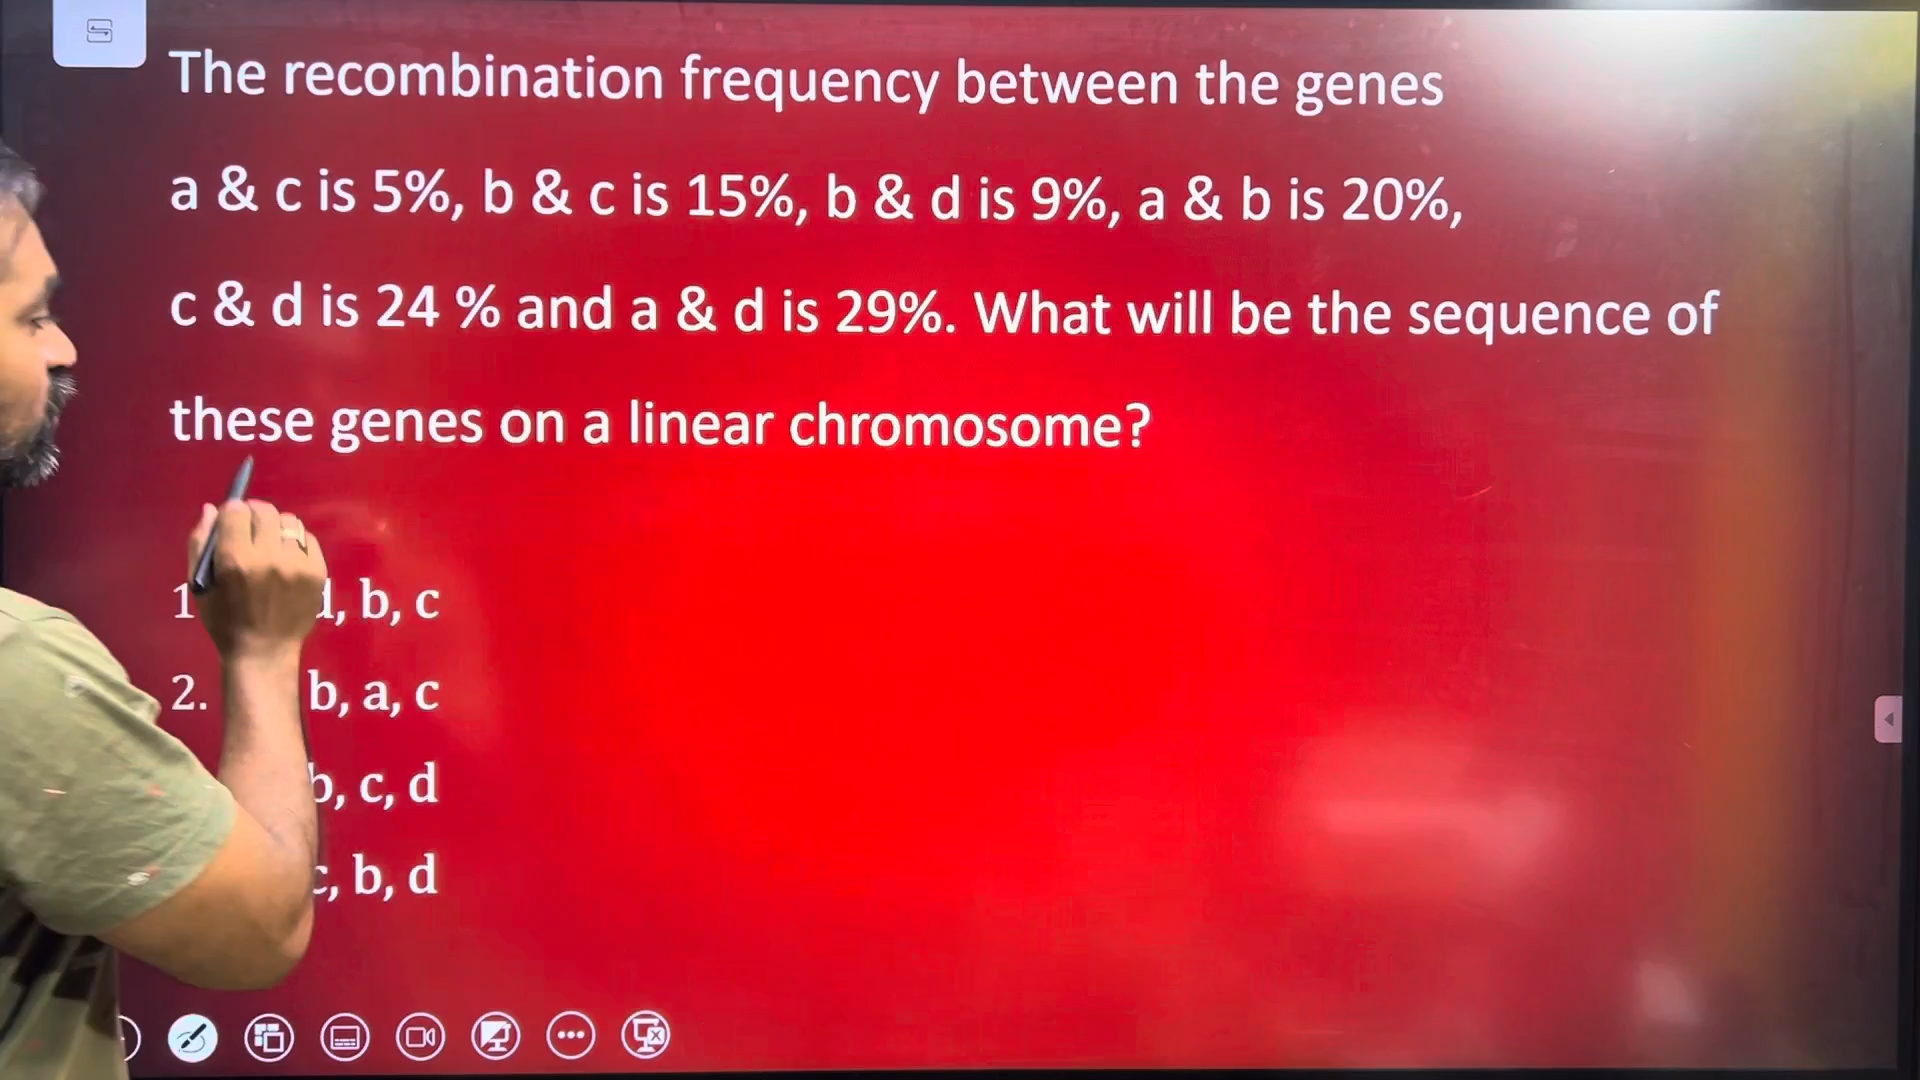 The recombination frequency between the genes
a & c is 5%, b & c is 15%, b & d is 9%, a & b is 20%,
c & d is 24 % and a & d is 29%. What will be the sequence of
these genes on a linear chromosome?
1 d, b, c
2. b, a, c
b, c, d
c, b, d